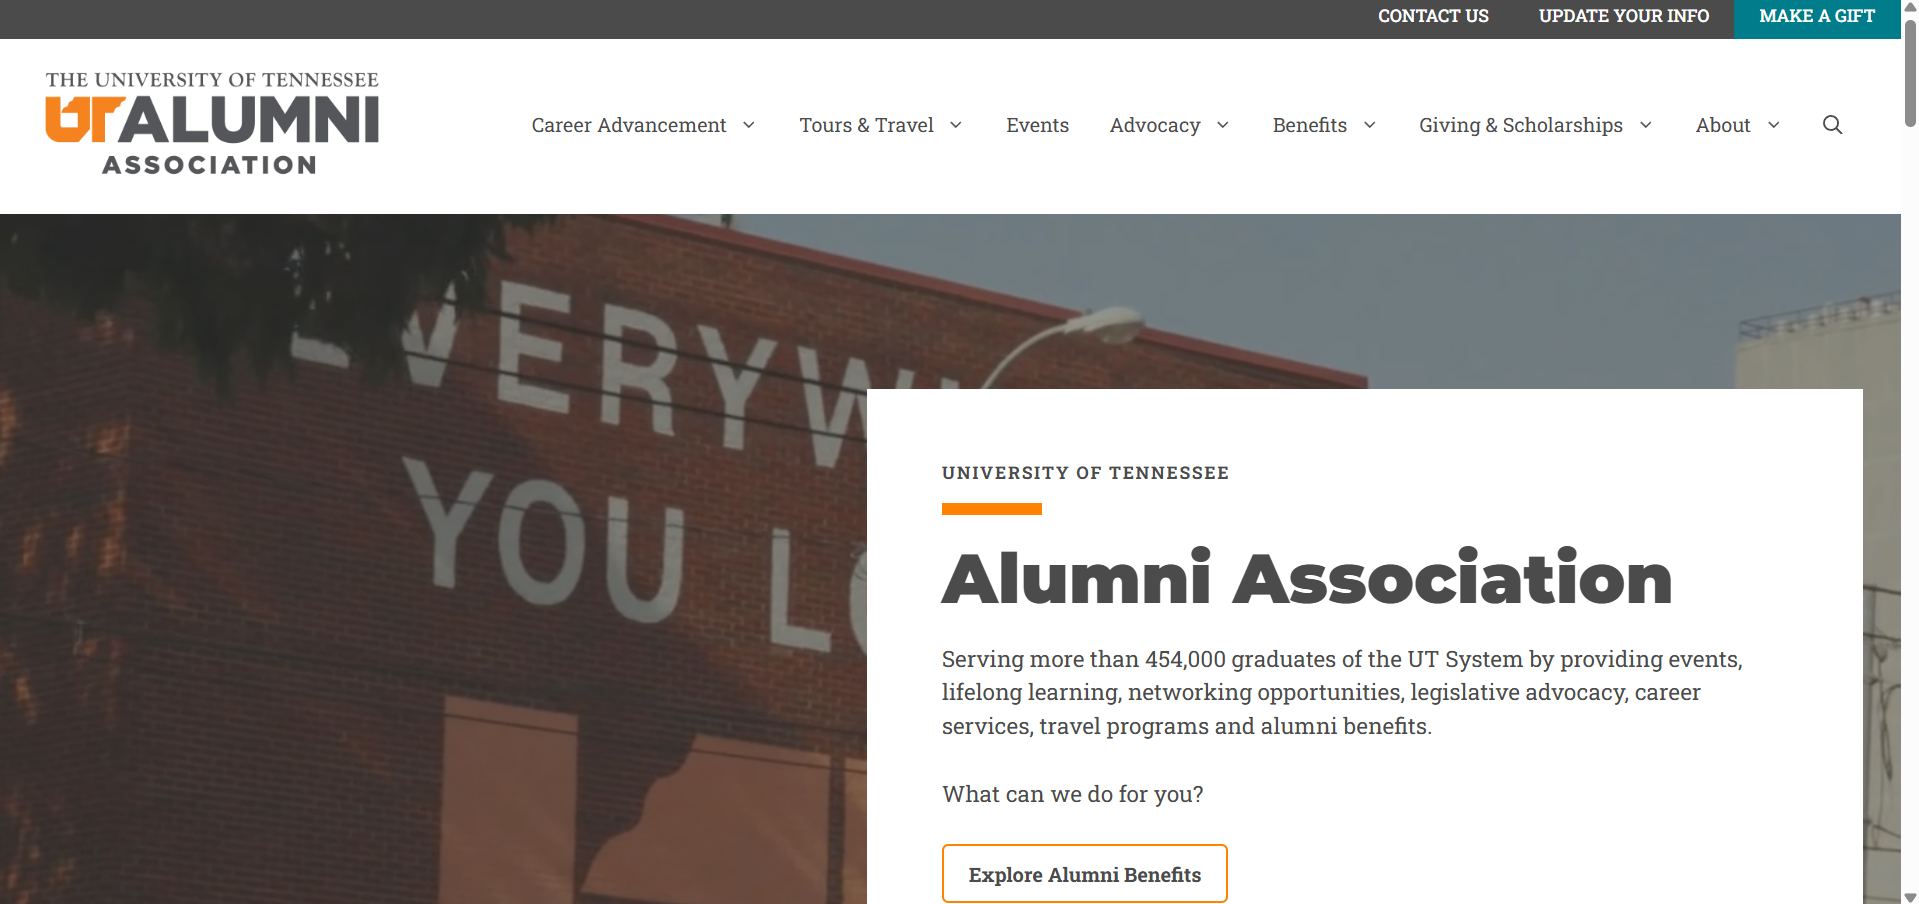 CONTACT US UPDATE YOUR INFO MAKE A GIFT
THE UNIVERSITY OF TENNESSEE
UT ALUMNI
ASSOCIATION
Career Advancement Tours & Travel Events Advocacy Benefits Giving & Scholarships About
VERYW
YOU
UNIVERSITY OF TENNESSEE
Alumni Association
Serving more than 454,000 graduates of the UT System by providing events,
lifelong learning, networking opportunities, legislative advocacy, career
services, travel programs and alumni benefits.
What can we do for you?
Explore Alumni Benefits